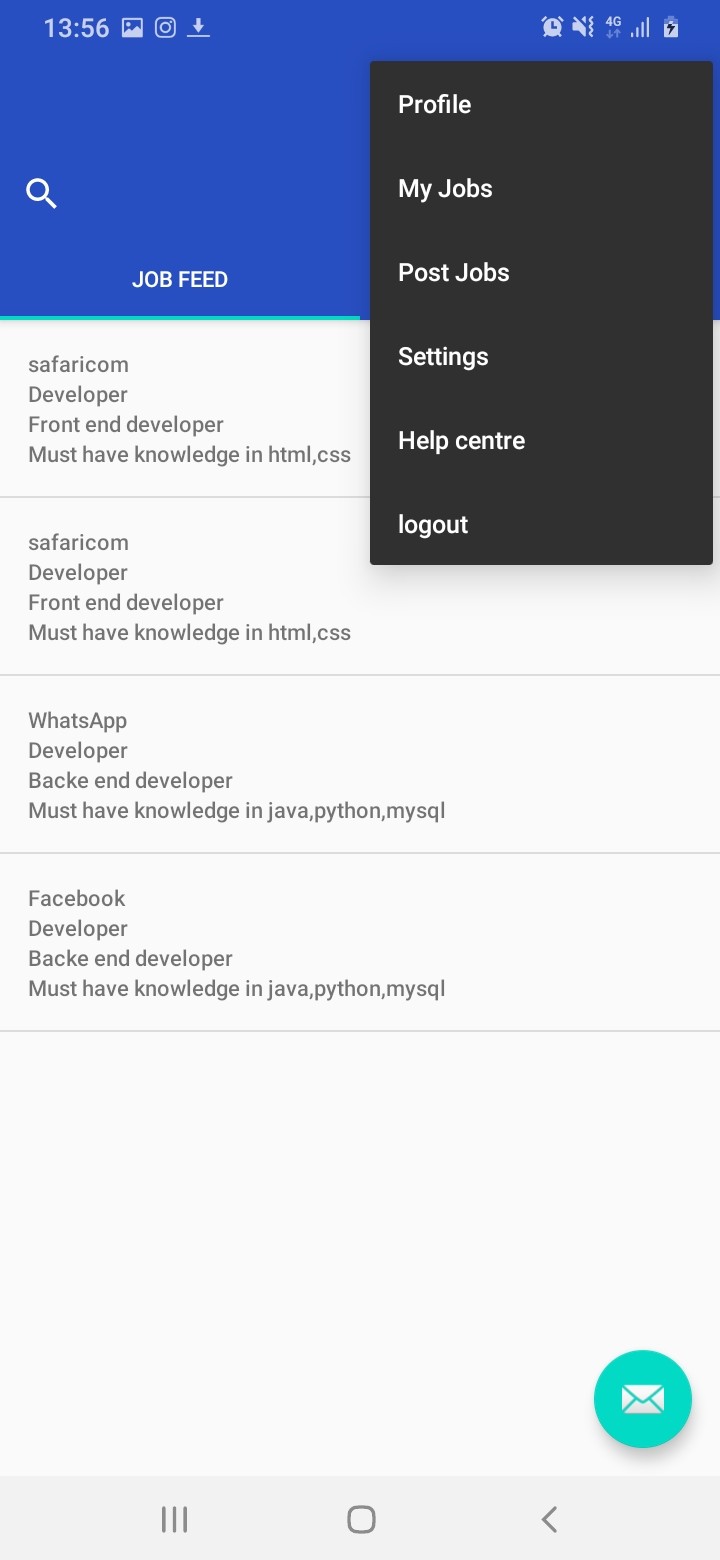 13:56
4G
Profile
My Jobs
Post Jobs
Settings
Help centre
logout
JOB FEED
safaricom
Developer
Front end developer
Must have knowledge in html,css
safaricom
Developer
Front end developer
Must have knowledge in html,css
WhatsApp
Developer
Backe end developer
Must have knowledge in java,python,mysql
Facebook
Developer
Backe end developer
Must have knowledge in java,python,mysql